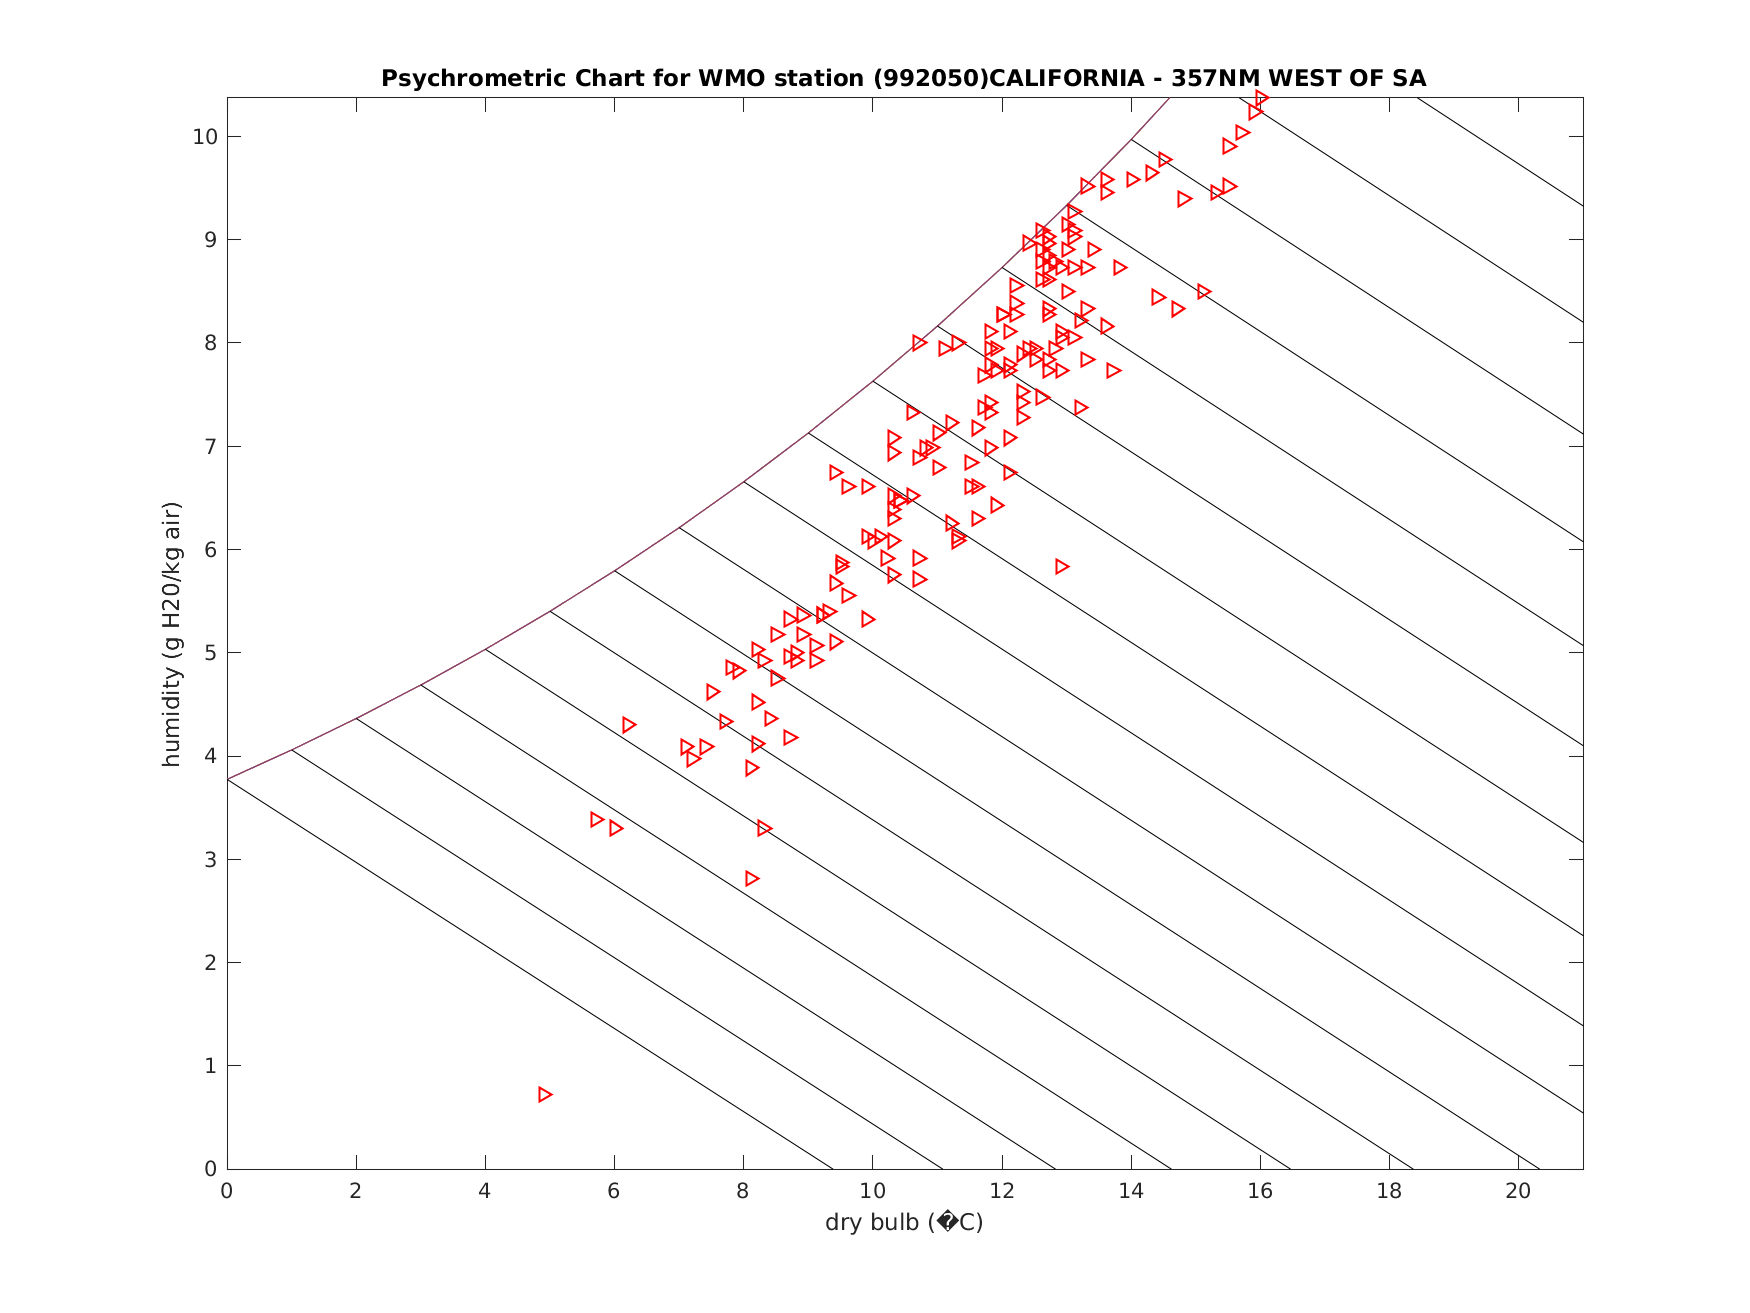 Psychrometric Chart for WMO station (992050)CALIFORNIA - 357NM WEST OF SA
humidity (g H20/kg air)
10
9
8
7
6
5
4
3
2
1
0
0 2 4 6 8 10 12 14 16 18 20
dry bulb (�C)